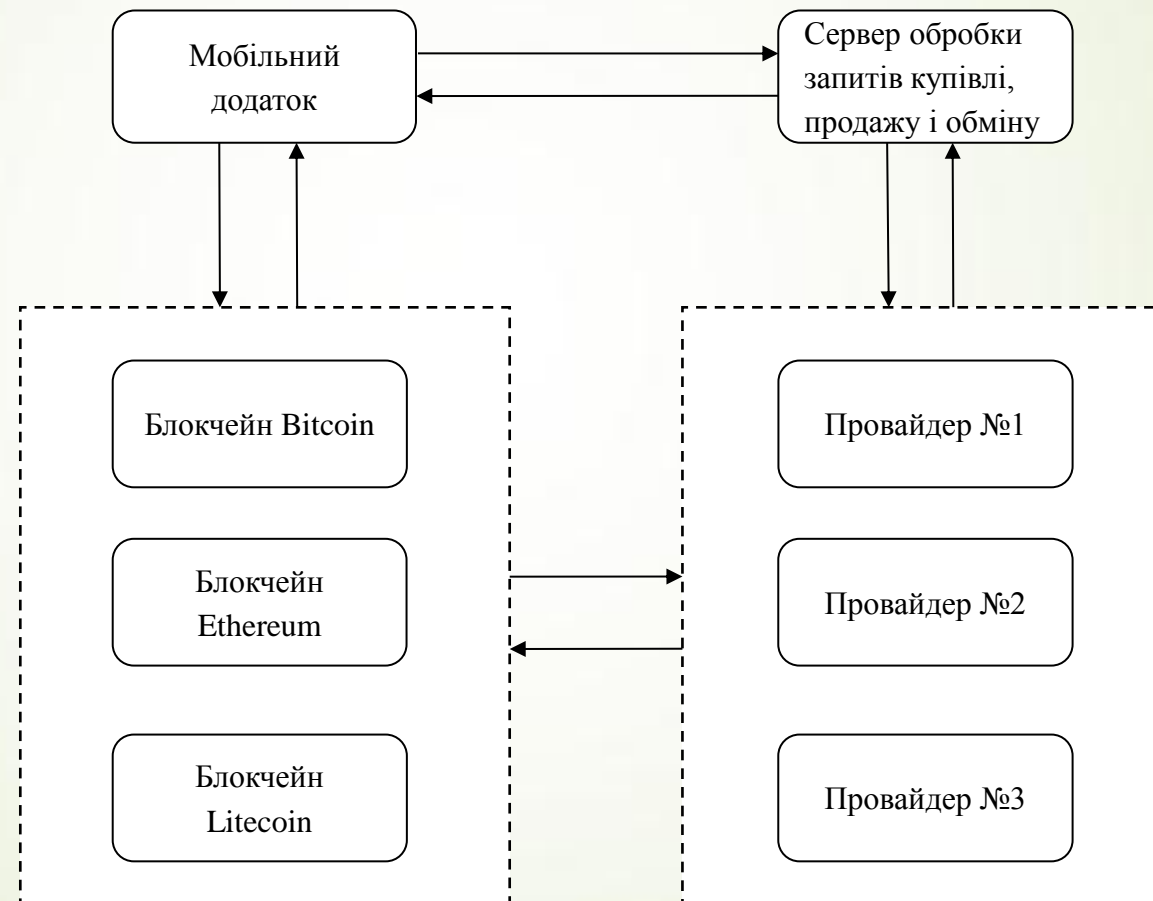 Мобільний
додаток
Сервер обробки
запитів купівлі,
продажу і обміну
Блокчейн Bitcoin
Блокчейн
Ethereum
Блокчейн
Litecoin
Провайдер №1
Провайдер №2
Провайдер №3